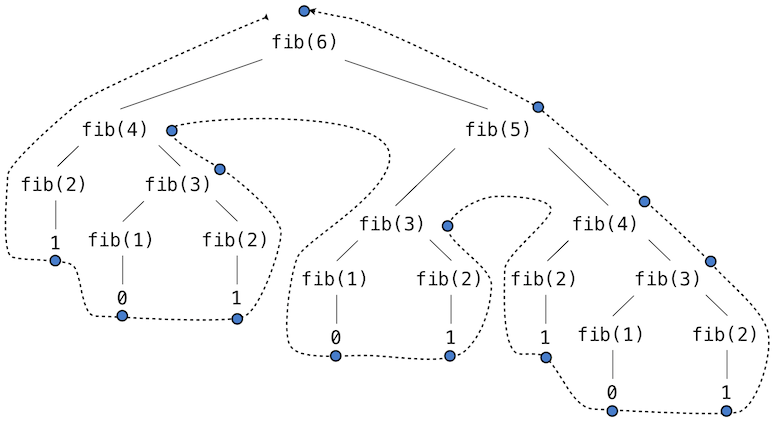 fib(6)
fib(4) fib(5)
fib(2) fib(3) fib(3) fib(4)
1 fib(1) fib(2) fib(1) fib(2) fib(2) fib(3)
0 1 0 1 1 fib(1) fib(2)
0 1